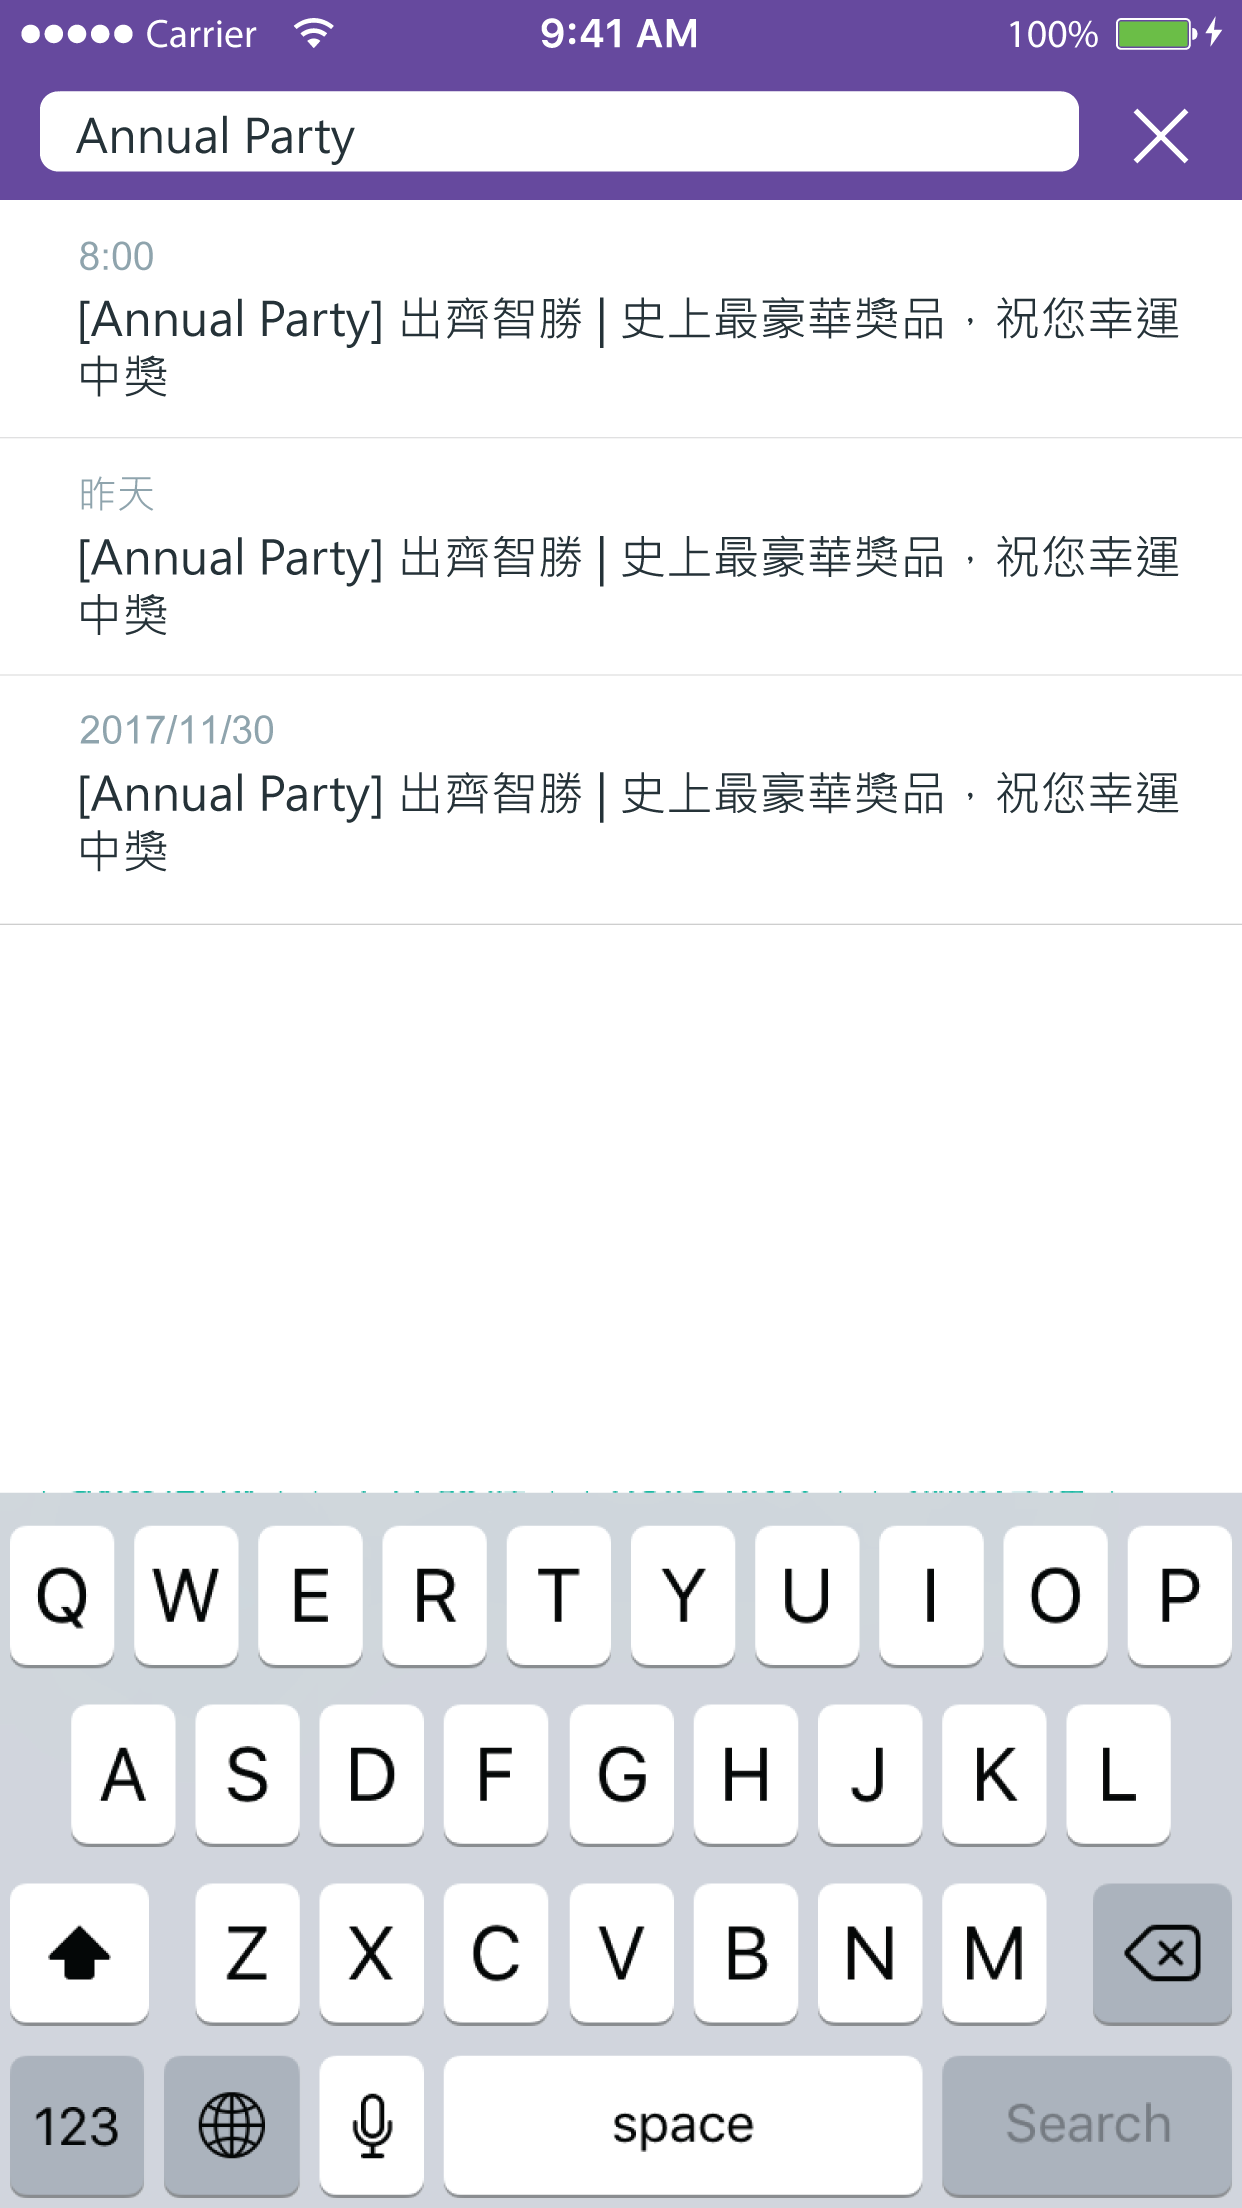 Carrier 9:41 AM 100%
Annual Party
8:00
[Annual Party] 出齊智勝 | 史上最豪華獎品，祝您幸運
中獎
昨天
[Annual Party] 出齊智勝 | 史上最豪華獎品，祝您幸運
中獎
2017/11/30
[Annual Party] 出齊智勝 | 史上最豪華獎品，祝您幸運
中獎
Q W E R T Y U I O P
A S D F G H J K L
Z X C V B N M
123 space Search